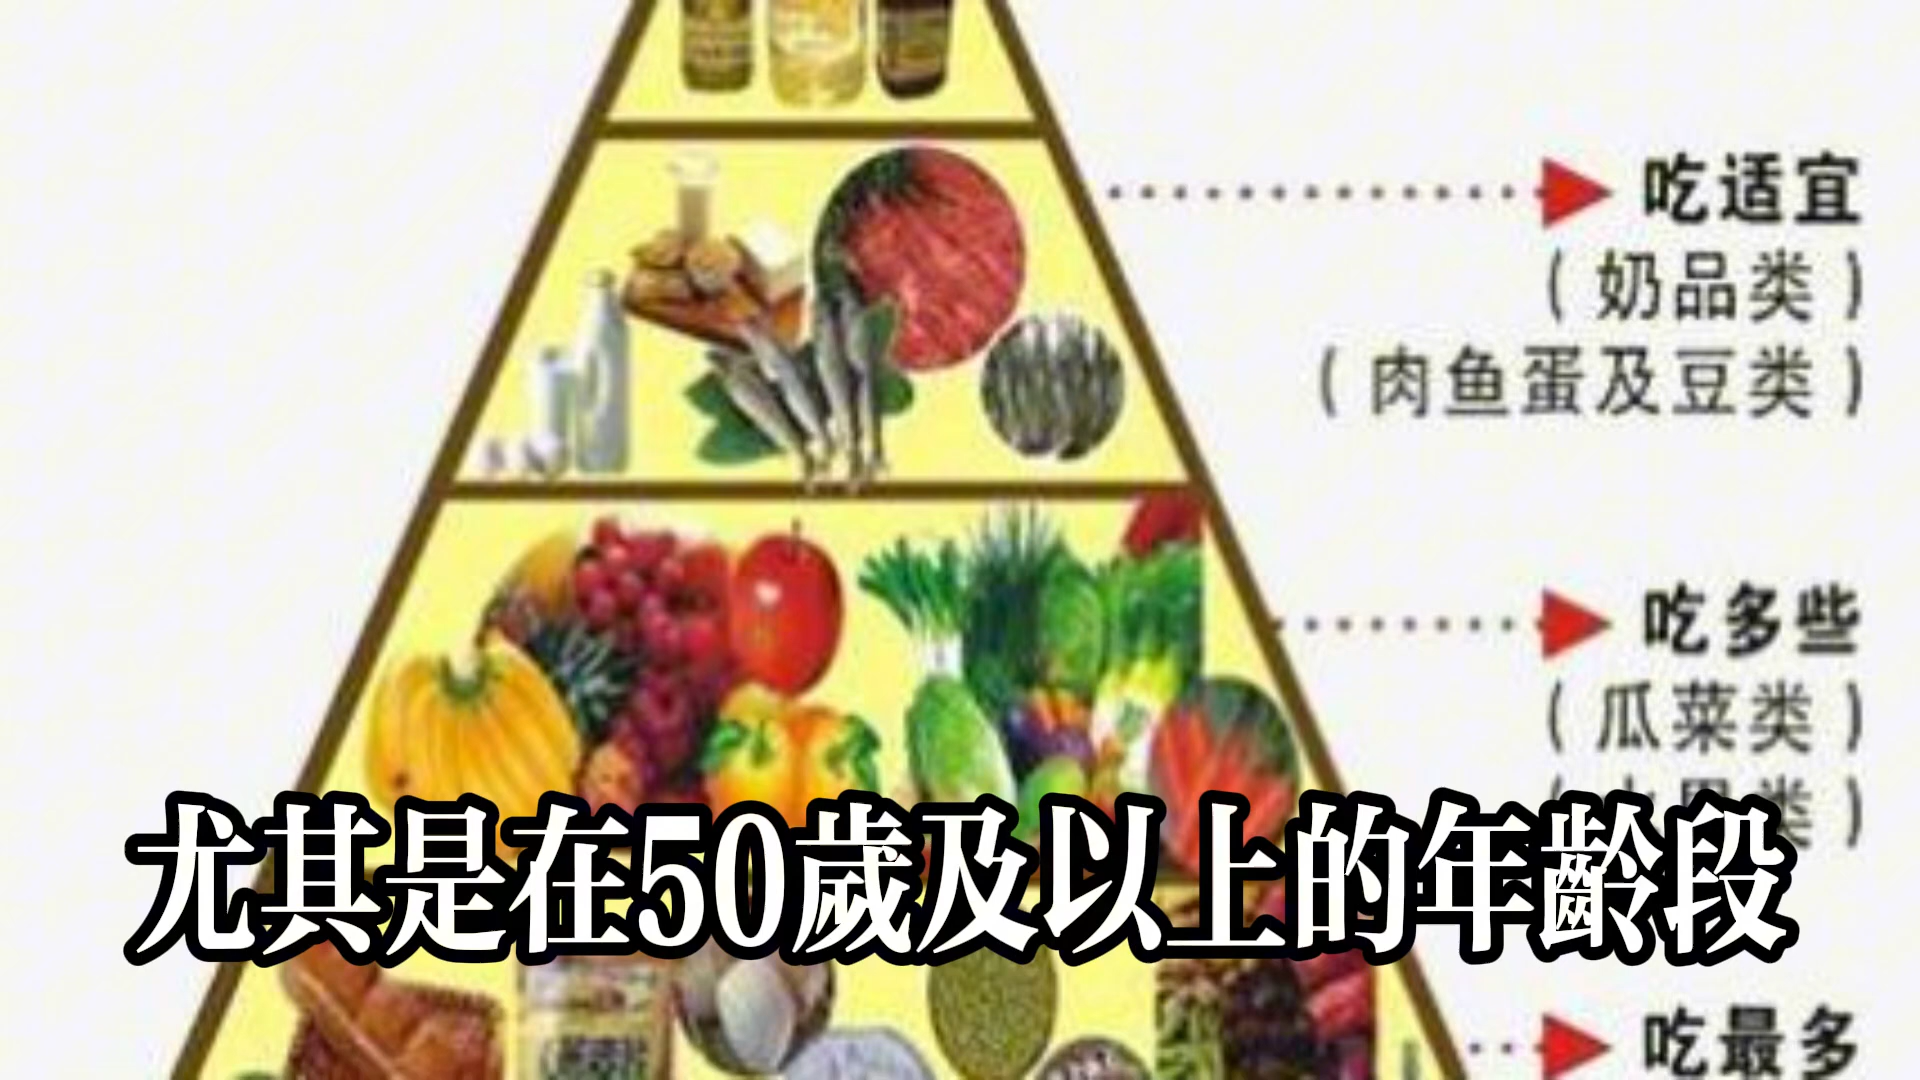 吃适宜
(奶品类)
(肉鱼蛋及豆类)
吃多些
(瓜菜类)
尤其是在50歲及以上的年齡段
吃最多